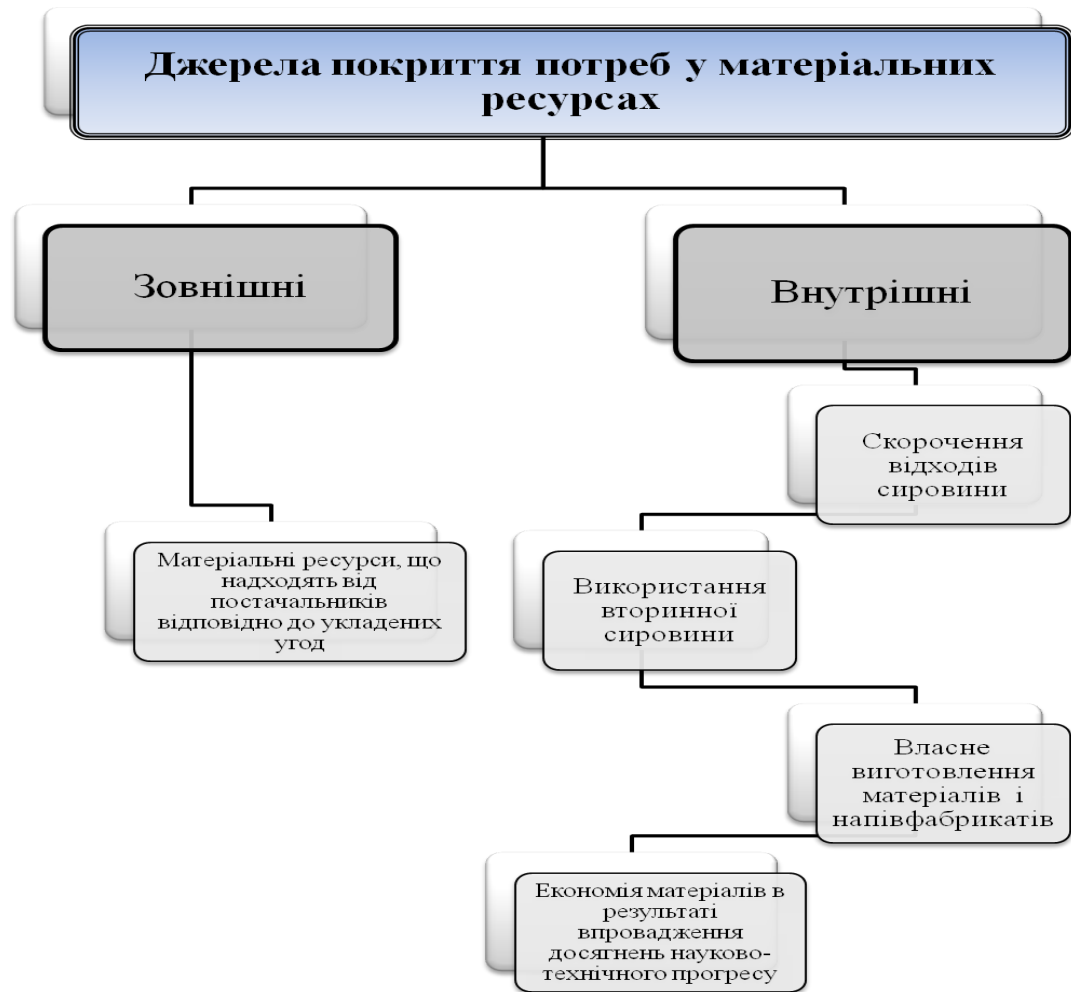 Джерела покриття потреб у матеріальних
ресурсах
Зовнішні
Внутрішні
Скорочення
відходів
сировини
Матеріальні ресурси, що
надходять від
постачальників
відповідно до укладених
угод
Використання
вторинної
сировини
Власне
виготовлення
матеріалів і
напівфабрикатів
Економія матеріалів в
результаті
впровадження
досягнень науково-
технічного прогресу